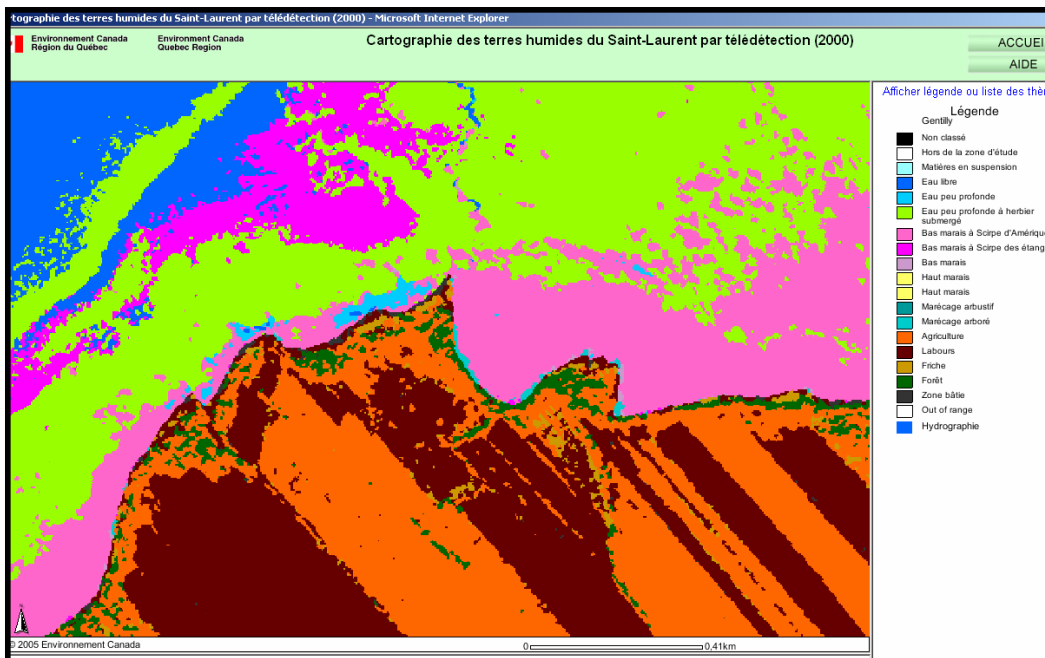 tographie des terres humides du Saint-Laurent par télédétection (2000) - Microsoft Internet Explorer
Environnement Canada
Région du Québec
Environment Canada
Quebec Region
Cartographie des terres humides du Saint-Laurent par télédétection (2000)
ACCUEI
AIDE
Afficher légende ou liste des thè
Légende
Gentilly
Non classé
Hors de la zone d'étude
Matières en suspension
Eau libre
Eau peu profonde
Eau peu profonde à herbier
submergé
Bas marais à Scirpe d'Amérique
Bas marais à Scirpe des étang
Bas marais
Haut marais
Haut marais
Marécage arbustif
Marécage arboré
Agriculture
Labours
Friche
Forêt
Zone bâtie
Out of range
Hydrographie
© 2005 Environnement Canada
0
0,41km